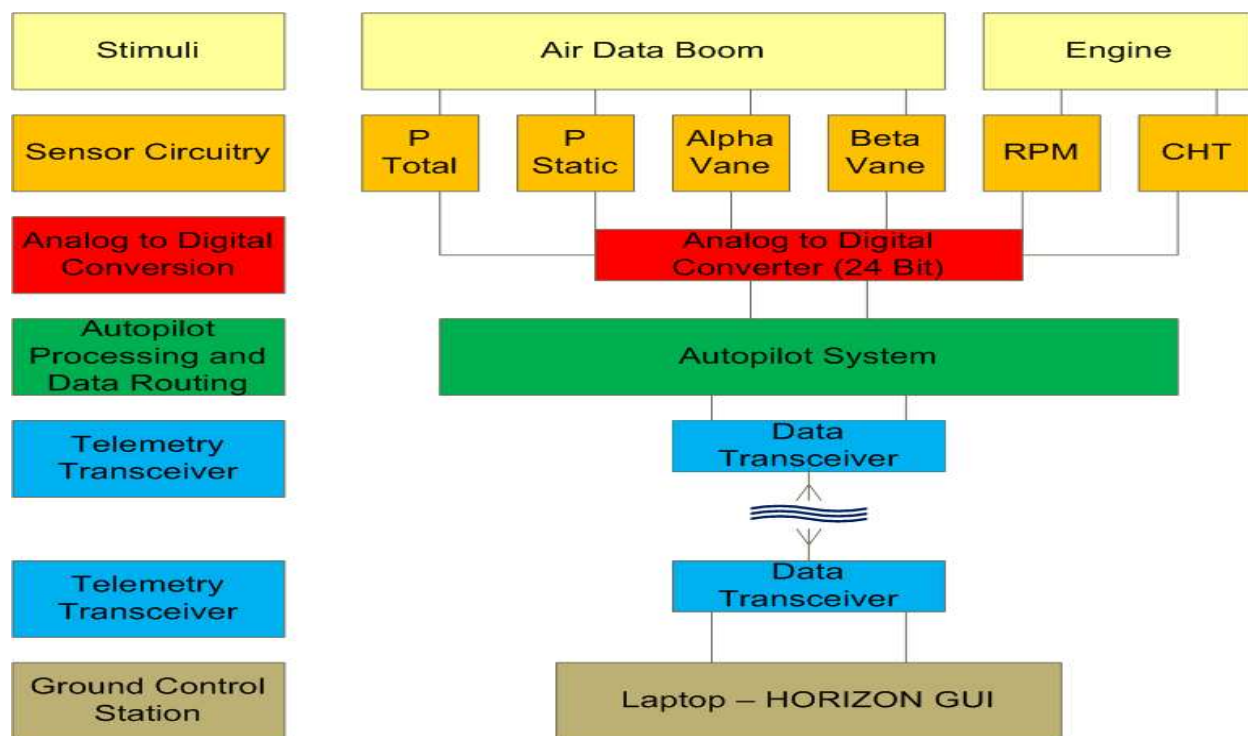 Stimuli
Air Data Boom
Engine
Sensor Circuitry
P
Total
P
Static
Alpha
Vane
Beta
Vane
RPM
CHT
Analog to Digital
Conversion
Analog to Digital
Converter (24 Bit)
Autopilot
Processing and
Data Routing
Autopilot System
Telemetry
Transceiver
Data
Transceiver
Telemetry
Transceiver
Data
Transceiver
Ground Control
Station
Laptop – HORIZON GUI